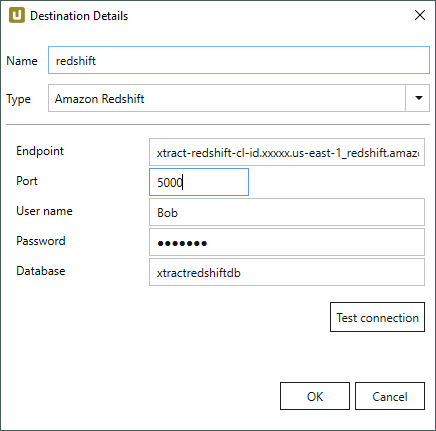 Destination Details
Name redshift
Type Amazon Redshift
Endpoint xtract-redshift-cl-id.xxxxx.us-east-1_redshift.amaz
Port 5000
User name Bob
Password ●●●●●●●
Database xtractredshiftdb
Test connection
OK Cancel